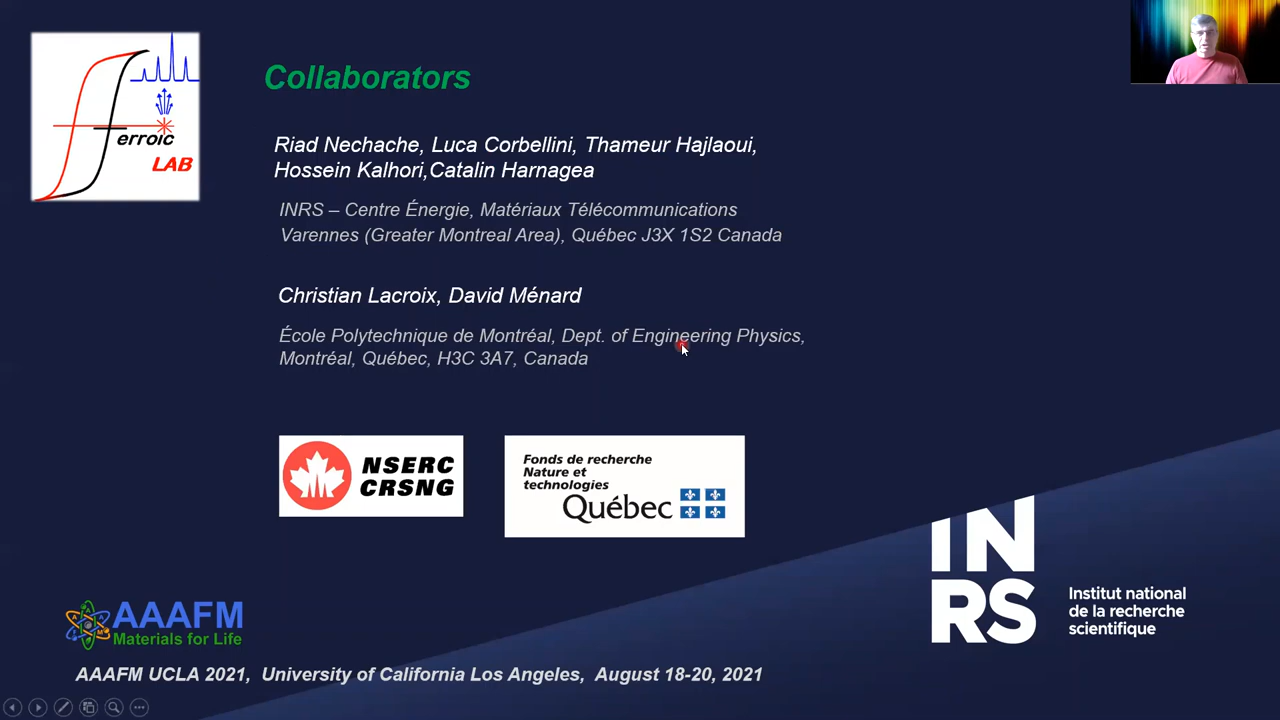 erroic
LAB
Collaborators
Riad Nechache, Luca Corbellini, Thameur Hajlaoui,
Hossein Kalhori,Catalin Harnagea
INRS – Centre Énergie, Matériaux Télécommunications
Varennes (Greater Montreal Area), Québec J3X 1S2 Canada
Christian Lacroix, David Ménard
École Polytechnique de Montréal, Dept. of Engineering Physics,
Montréal, Québec, H3C 3A7, Canada
NSERC
CRSNG
Fonds de recherche
Nature et
technologies
Québec
IN
RS
Institut national
de la recherche
scientifique
AAAFM
Materials for Life
AAAFM UCLA 2021, University of California Los Angeles, August 18-20, 2021